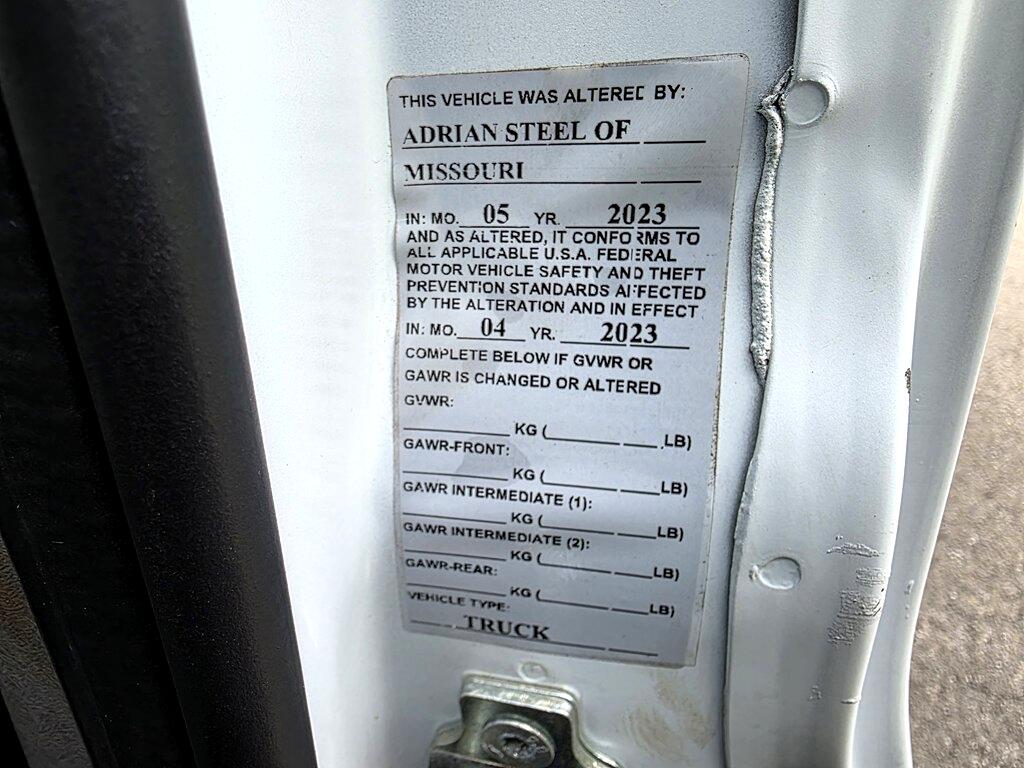 THIS VEHICLE WAS ALTERED BY:
ADRIAN STEEL OF
MISSOURI
IN: MO. 05 YR. 2023
AND AS ALTERED, IT CONFORMS TO
ALL APPLICABLE U.S.A. FEDERAL
MOTOR VEHICLE SAFETY AND THEFT
PREVENTION STANDARDS AFFECTED
BY THE ALTERATION AND IN EFFECT
IN: MO. 04 YR. 2023
COMPLETE BELOW IF GVWR OR
GAWR IS CHANGED OR ALTERED
GVWR:
KG ( LB)
GAWR-FRONT:
KG ( LB)
GAWR INTERMEDIATE (1):
KG ( LB)
GAWR INTERMEDIATE (2):
KG ( LB)
GAWR-REAR:
KG ( LB)
VEHICLE TYPE:
TRUCK